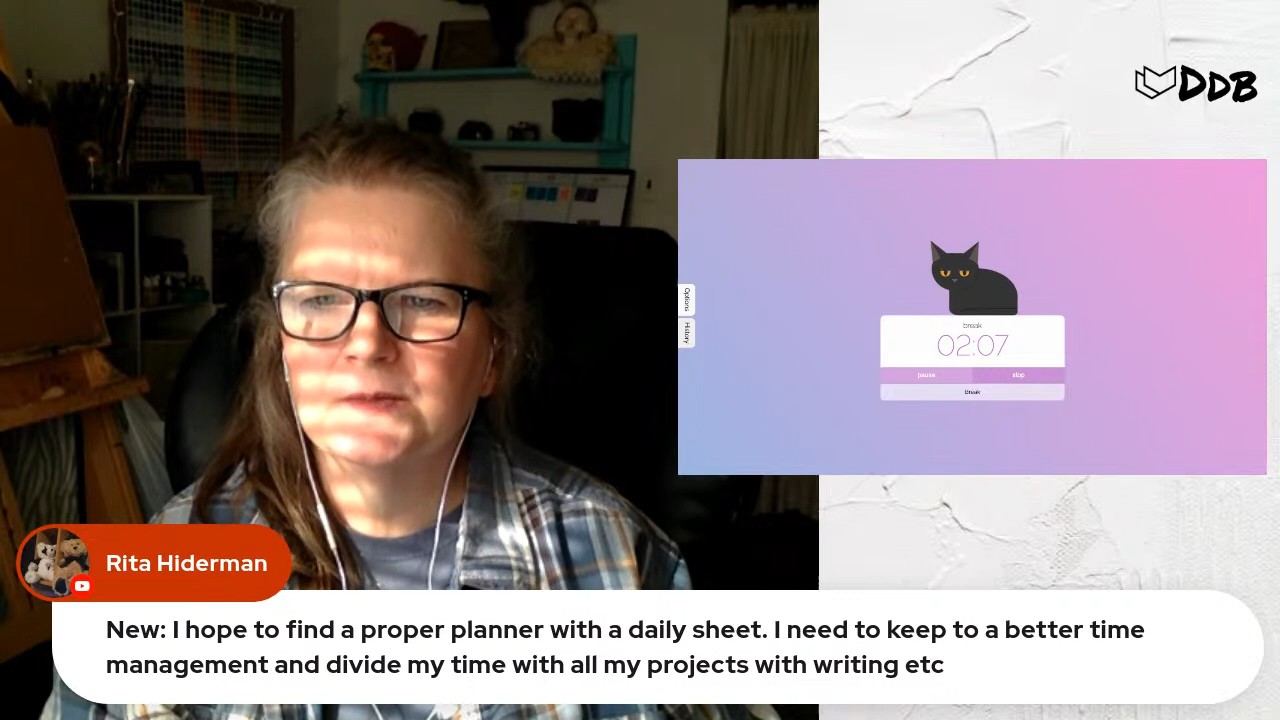 DDB
Options
History
break
02:07
pause
stop
Break
Rita Hiderman
New: I hope to find a proper planner with a daily sheet. I need to keep to a better time
management and divide my time with all my projects with writing etc